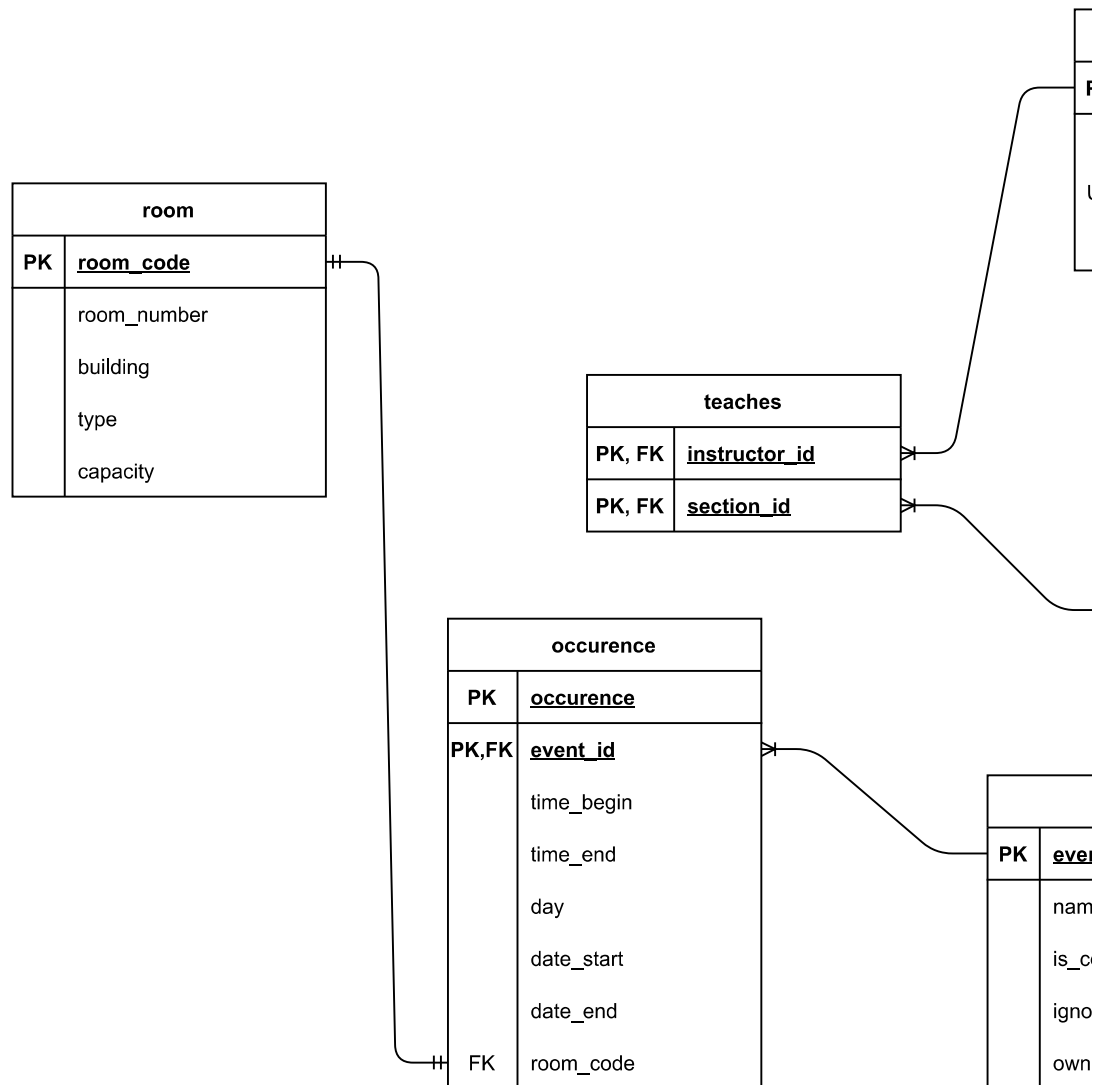 room
PK room_code
room_number
building
type
capacity
teaches
PK, FK instructor_id
PK, FK section_id
occurence
PK occurence
PK,FK event_id
time_begin
time_end
day
date_start
date_end
FK room_code
PK